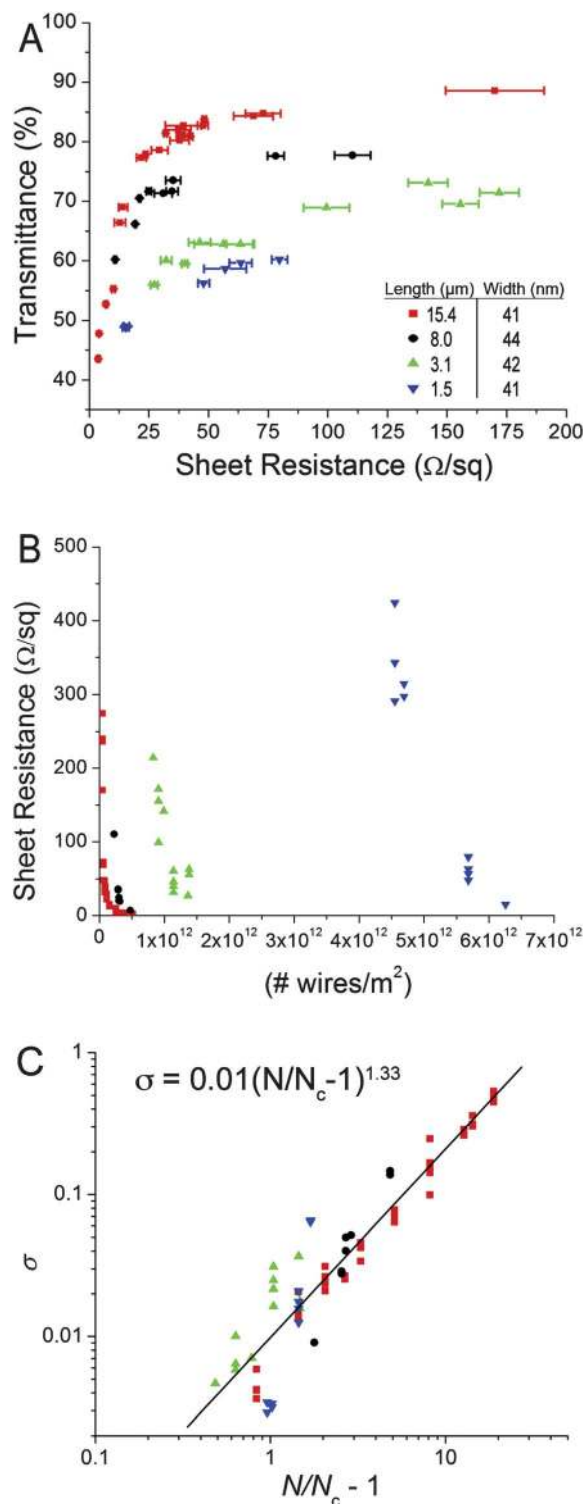 A
Transmittance (%)
100
90
80
70
60
50
40
0 25 50 75 100 125 150 175 200
Sheet Resistance (Ω/sq)
Length (μm) Width (nm)
15.4 41
8.0 44
3.1 42
1.5 41
B
Sheet Resistance (Ω/sq)
500
400
300
200
100
0
0 1x10¹² 2x10¹² 3x10¹² 4x10¹² 5x10¹² 6x10¹² 7x10¹²
(# wires/m²)
C
σ = 0.01(N/N_c-1)^1.33
σ
1
0.1
0.01
0.1 1 10
N/N_c - 1